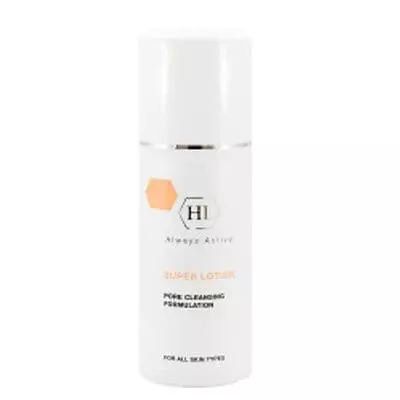 HL
Always Active
SUPER LOTION
PORE CLEANSING
FORMULATION
FOR ALL SKIN TYPES